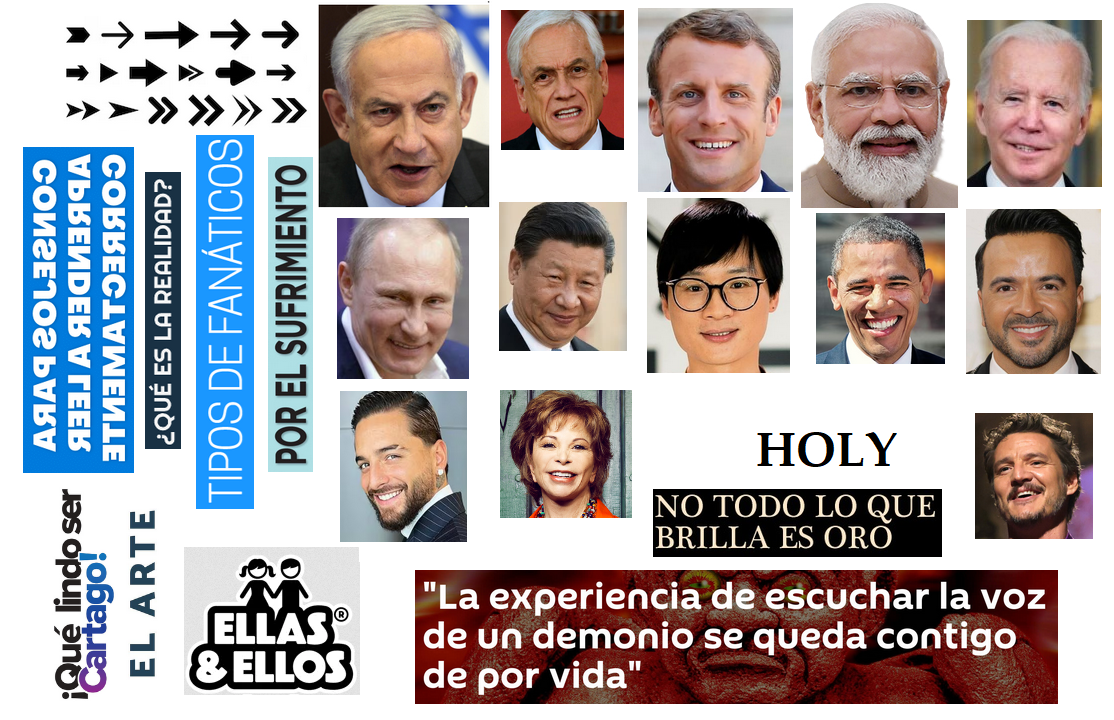 CONSEJOS PARA
APRENDER A LEER
CORRECTAMENTE
¿QUÉ ES LA REALIDAD?
TIPOS DE FANÁTICOS
POR EL SUFRIMIENTO
¡Qué lindo ser
Cartago!
EL ARTE
ELLAS®
& ELLOS
HOLY
NO TODO LO QUE
BRILLA ES ORO
"La experiencia de escuchar la voz
de un demonio se queda contigo
de por vida"